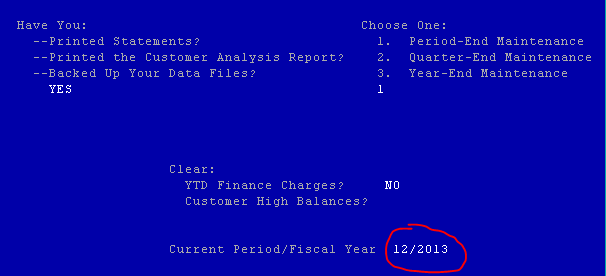 Have You: Choose One:
--Printed Statements? 1. Period-End Maintenance
--Printed the Customer Analysis Report? 2. Quarter-End Maintenance
--Backed Up Your Data Files? 3. Year-End Maintenance
YES 1
Clear:
YTD Finance Charges? NO
Customer High Balances?
Current Period/Fiscal Year 12/2013